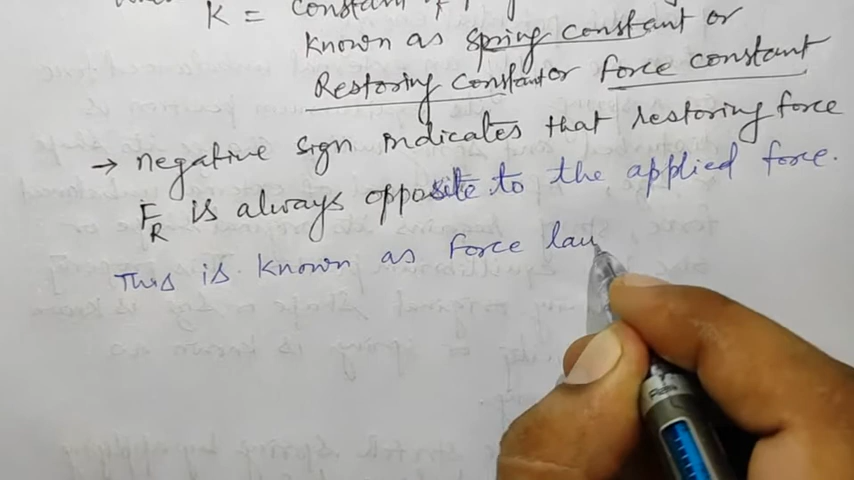 K = constant
known as spring constant or
Restoring constant or force constant
→ negative sign indicates that restoring force
F_R is always opposite to the applied force.
This is known as force law